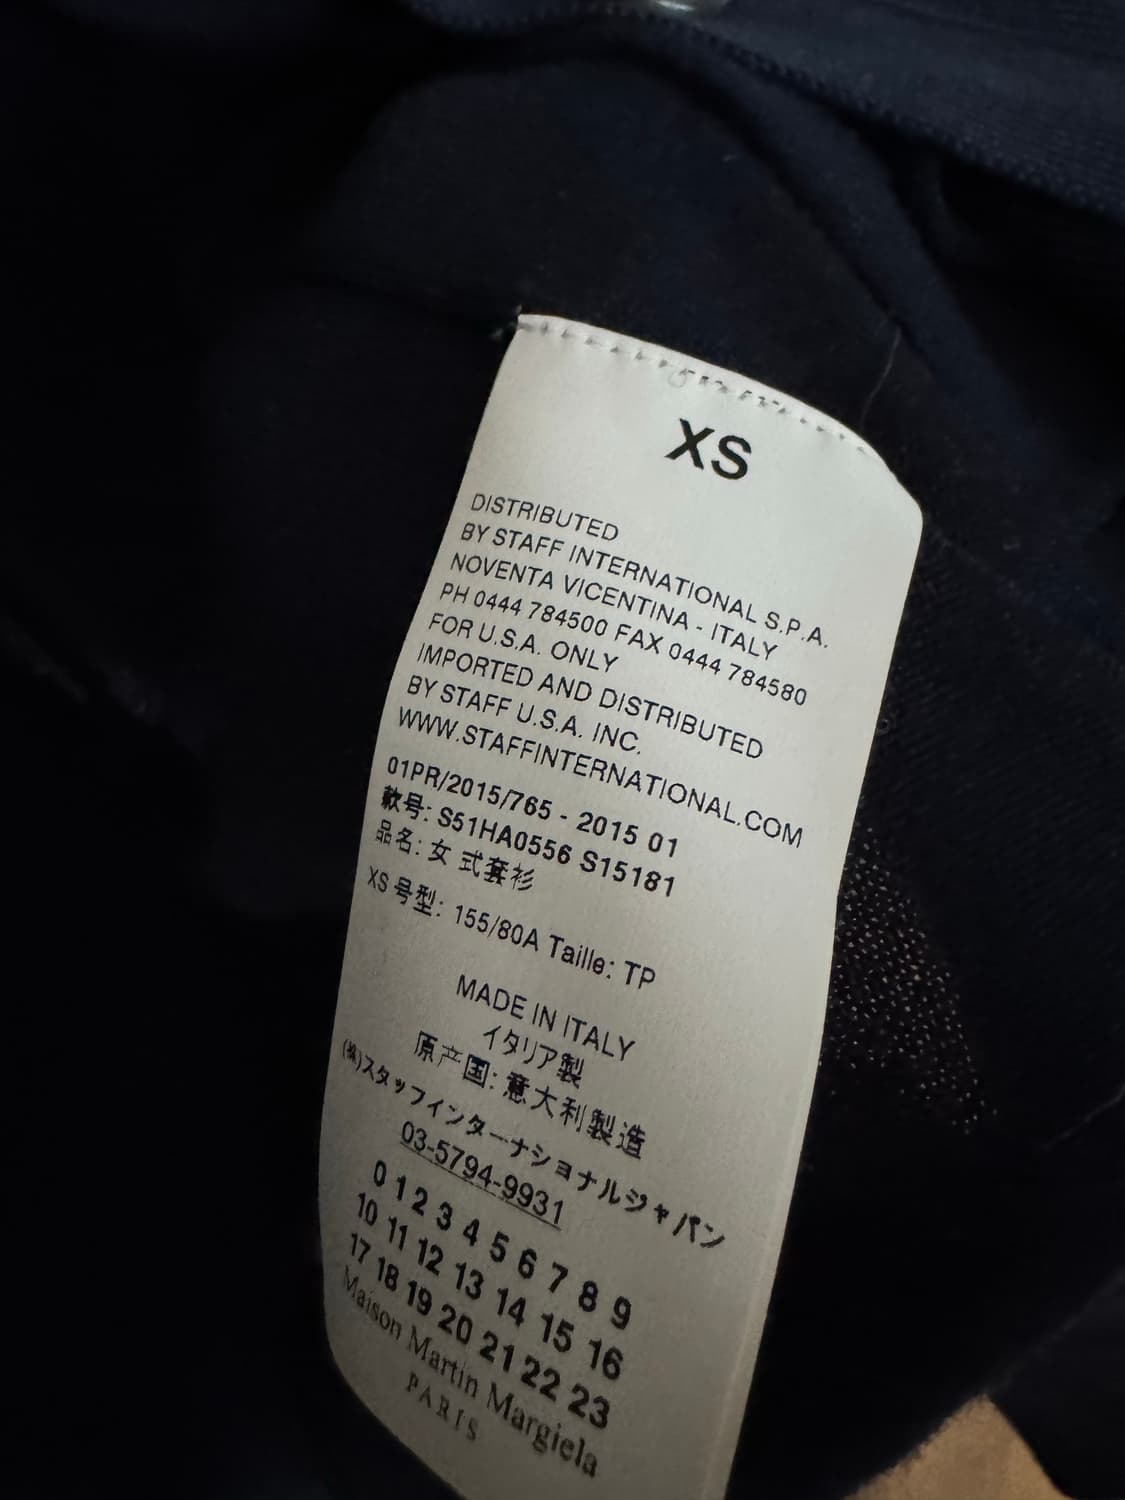 XS
DISTRIBUTED
BY STAFF INTERNATIONAL S.P.A.
NOVENTA VICENTINA - ITALY
PH 0444 784500 FAX 0444 784580
FOR U.S.A. ONLY
IMPORTED AND DISTRIBUTED
BY STAFF U.S.A. INC.
WWW.STAFFINTERNATIONAL.COM
01PR/2015/765 - 2015 01
款号: S51HA0556 S15181
品名: 女 式套衫
XS 号型: 155/80A Taille: TP
MADE IN ITALY
イタリア製
原产国: 意大利製造
(株)スタッフインターナショナルジャパン
03-5794-9931
0 1 2 3 4 5 6 7 8 9
10 11 12 13 14 15 16
17 18 19 20 21 22 23
Maison Martin Margiela
PARIS